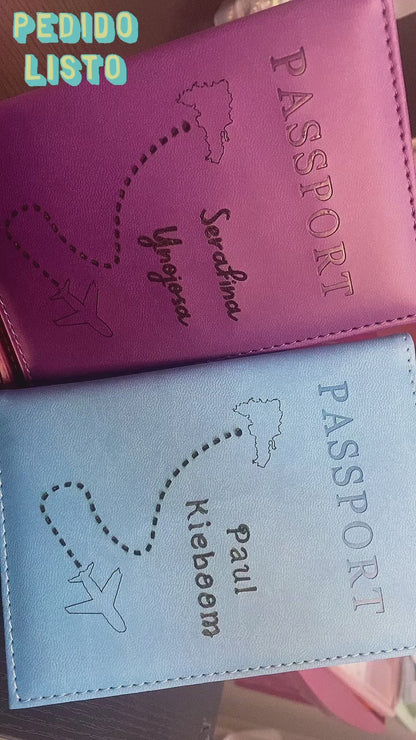 PEDIDO
LISTO
PASSPORT
Serafina
Ynojosa
PASSPORT
Paul
Kieboom